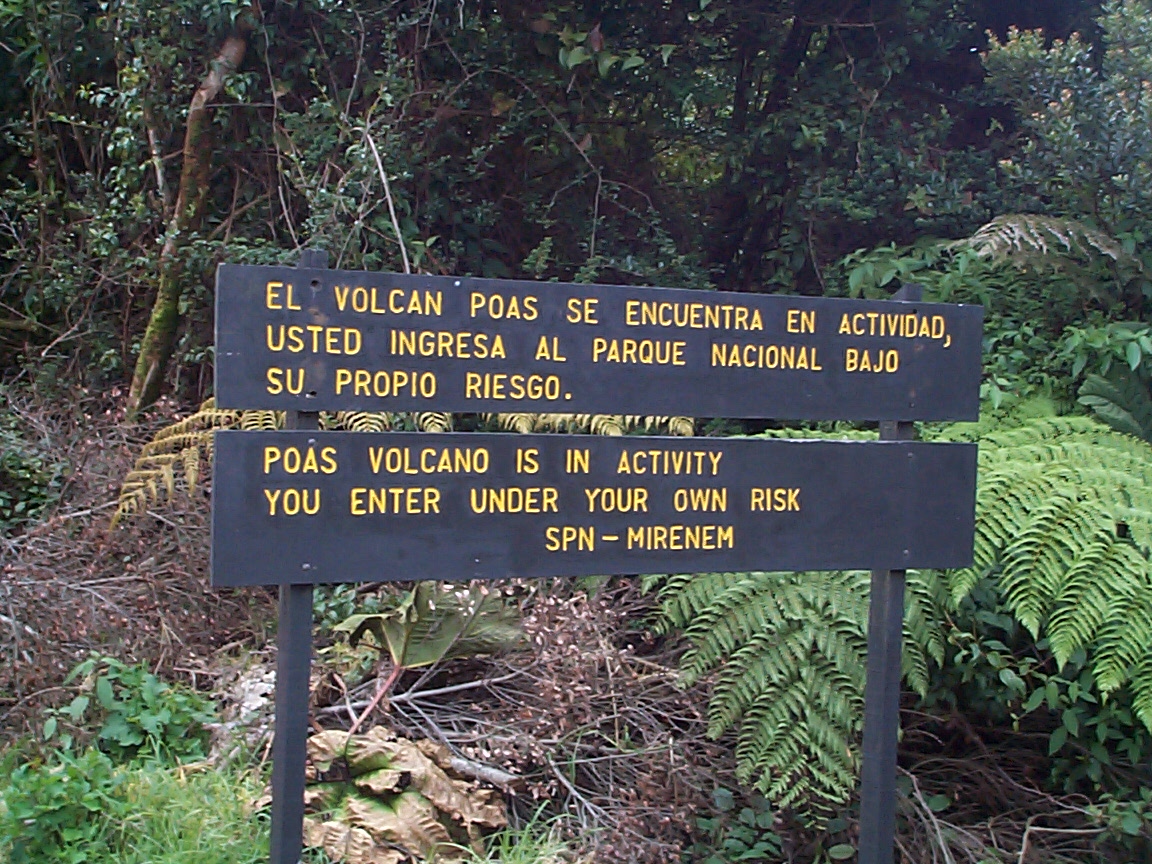 EL VOLCAN POAS SE ENCUENTRA EN ACTIVIDAD,
USTED INGRESA AL PARQUE NACIONAL BAJO
SU PROPIO RIESGO.
POAS VOLCANO IS IN ACTIVITY
YOU ENTER UNDER YOUR OWN RISK
SPN - MIRENEM